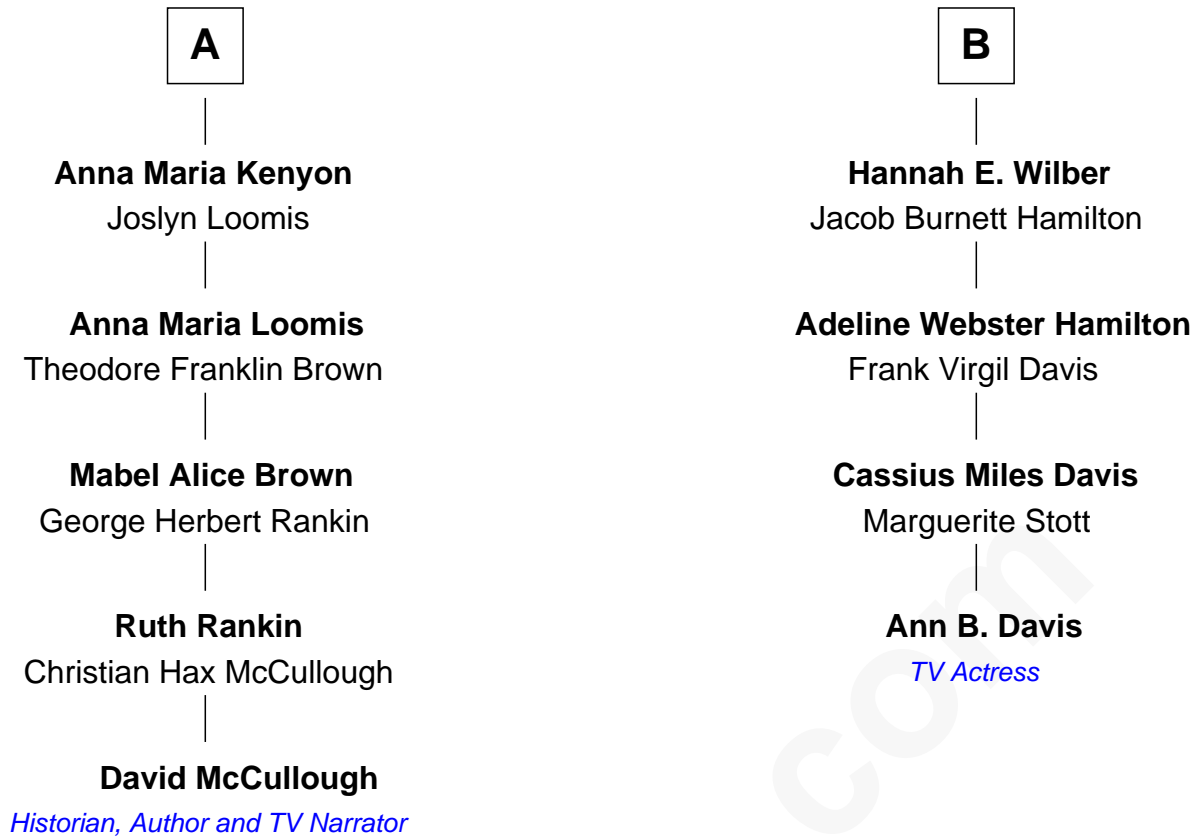 A
Anna Maria Kenyon
Joslyn Loomis
Anna Maria Loomis
Theodore Franklin Brown
Mabel Alice Brown
George Herbert Rankin
Ruth Rankin
Christian Hax McCullough
David McCullough
Historian, Author and TV Narrator
B
Hannah E. Wilber
Jacob Burnett Hamilton
Adeline Webster Hamilton
Frank Virgil Davis
Cassius Miles Davis
Marguerite Stott
Ann B. Davis
TV Actress
com